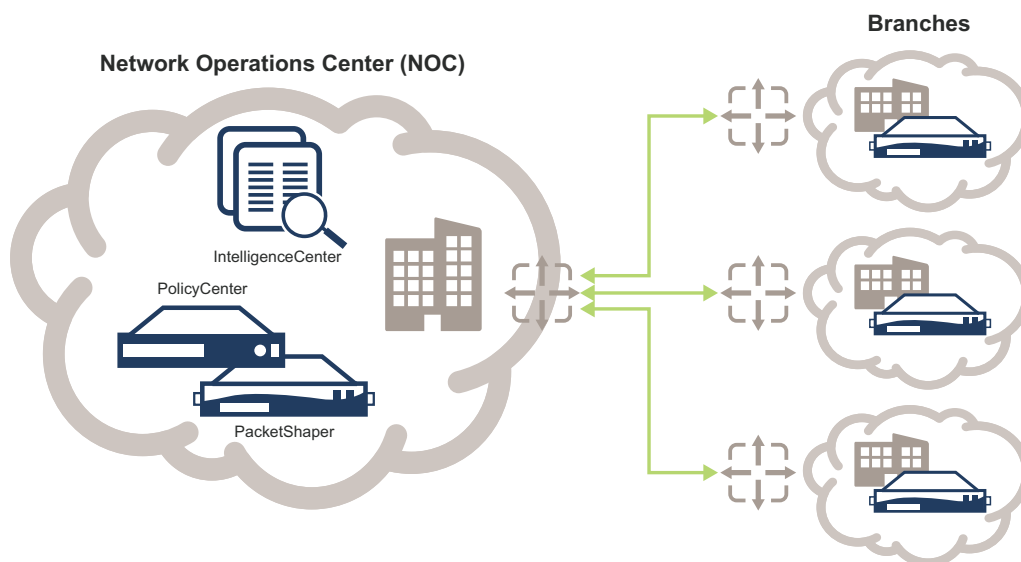 Branches
Network Operations Center (NOC)
IntelligenceCenter
PolicyCenter
PacketShaper